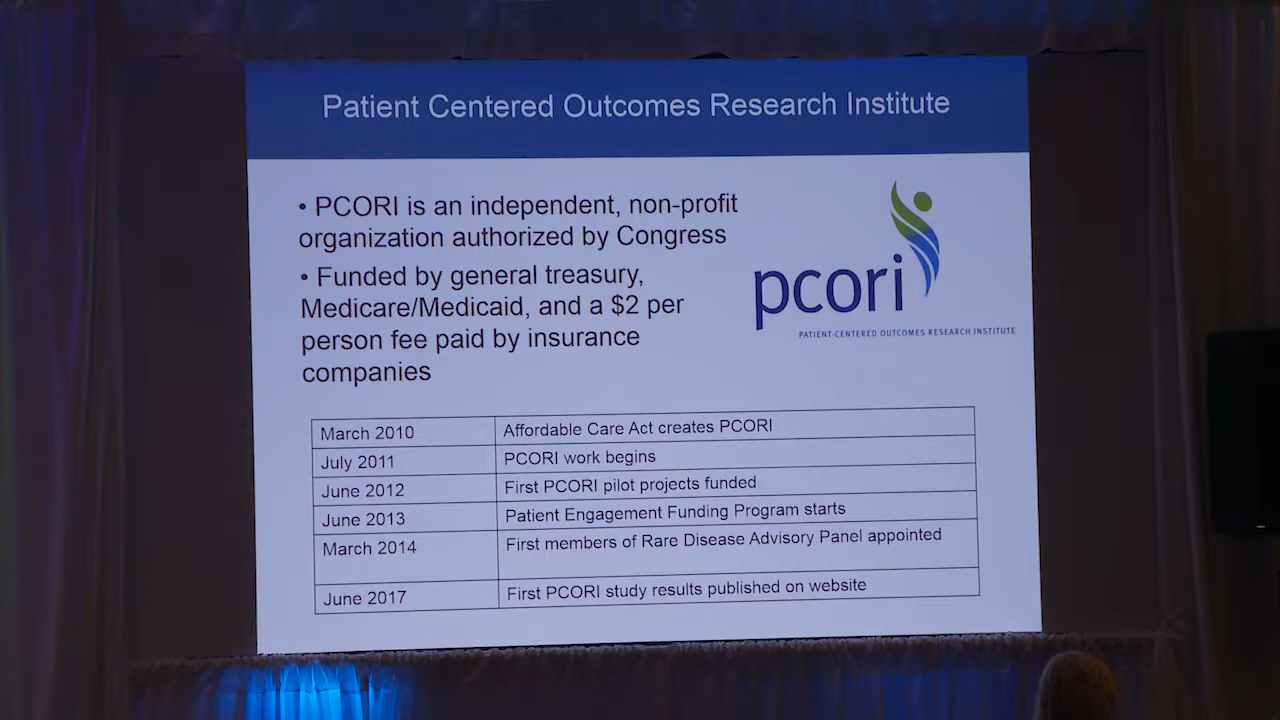 Patient Centered Outcomes Research Institute
• PCORI is an independent, non-profit
organization authorized by Congress
• Funded by general treasury,
Medicare/Medicaid, and a $2 per
person fee paid by insurance
companies
pcori
PATIENT-CENTERED OUTCOMES RESEARCH INSTITUTE
March 2010 Affordable Care Act creates PCORI
July 2011 PCORI work begins
June 2012 First PCORI pilot projects funded
June 2013 Patient Engagement Funding Program starts
March 2014 First members of Rare Disease Advisory Panel appointed
June 2017 First PCORI study results published on website